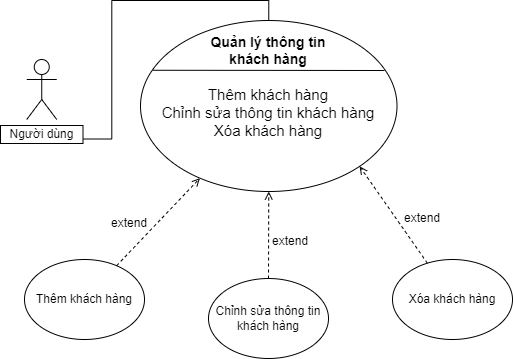 Quản lý thông tin
khách hàng
Thêm khách hàng
Chỉnh sửa thông tin khách hàng
Xóa khách hàng
Người dùng
extend
extend
extend
Thêm khách hàng
Chỉnh sửa thông tin
khách hàng
Xóa khách hàng